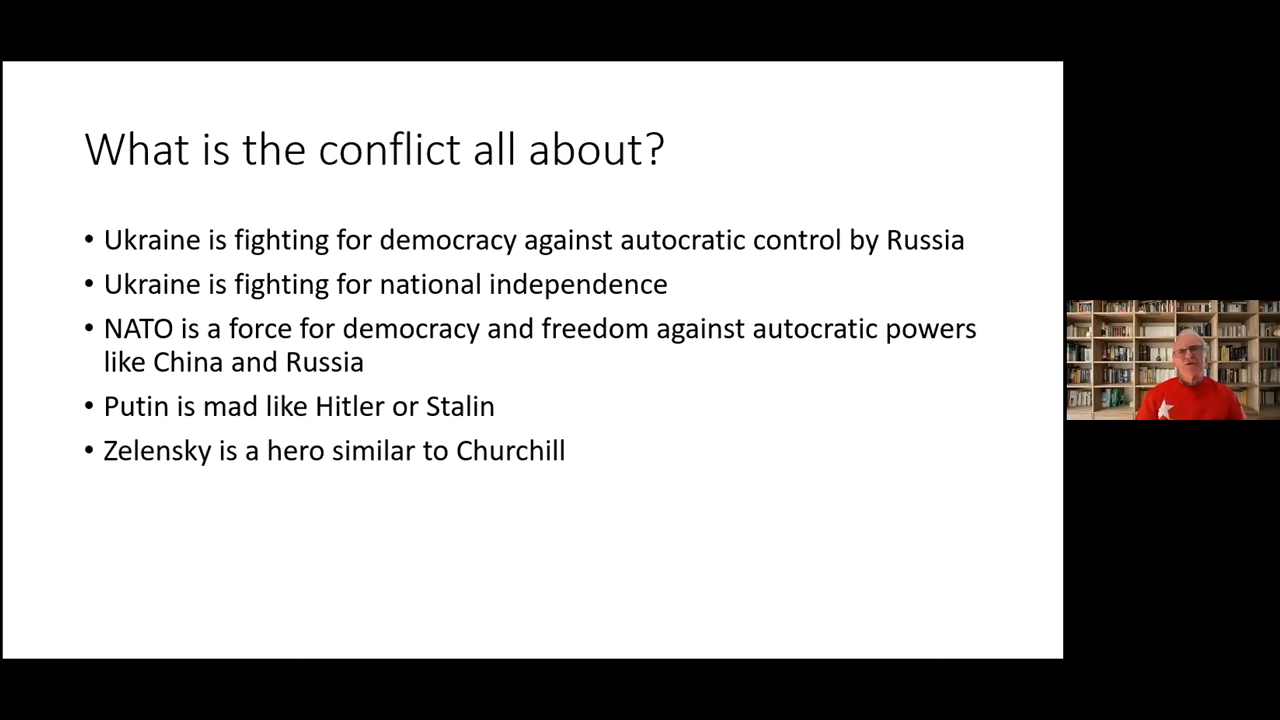 What is the conflict all about?
• Ukraine is fighting for democracy against autocratic control by Russia
• Ukraine is fighting for national independence
• NATO is a force for democracy and freedom against autocratic powers
like China and Russia
• Putin is mad like Hitler or Stalin
• Zelensky is a hero similar to Churchill